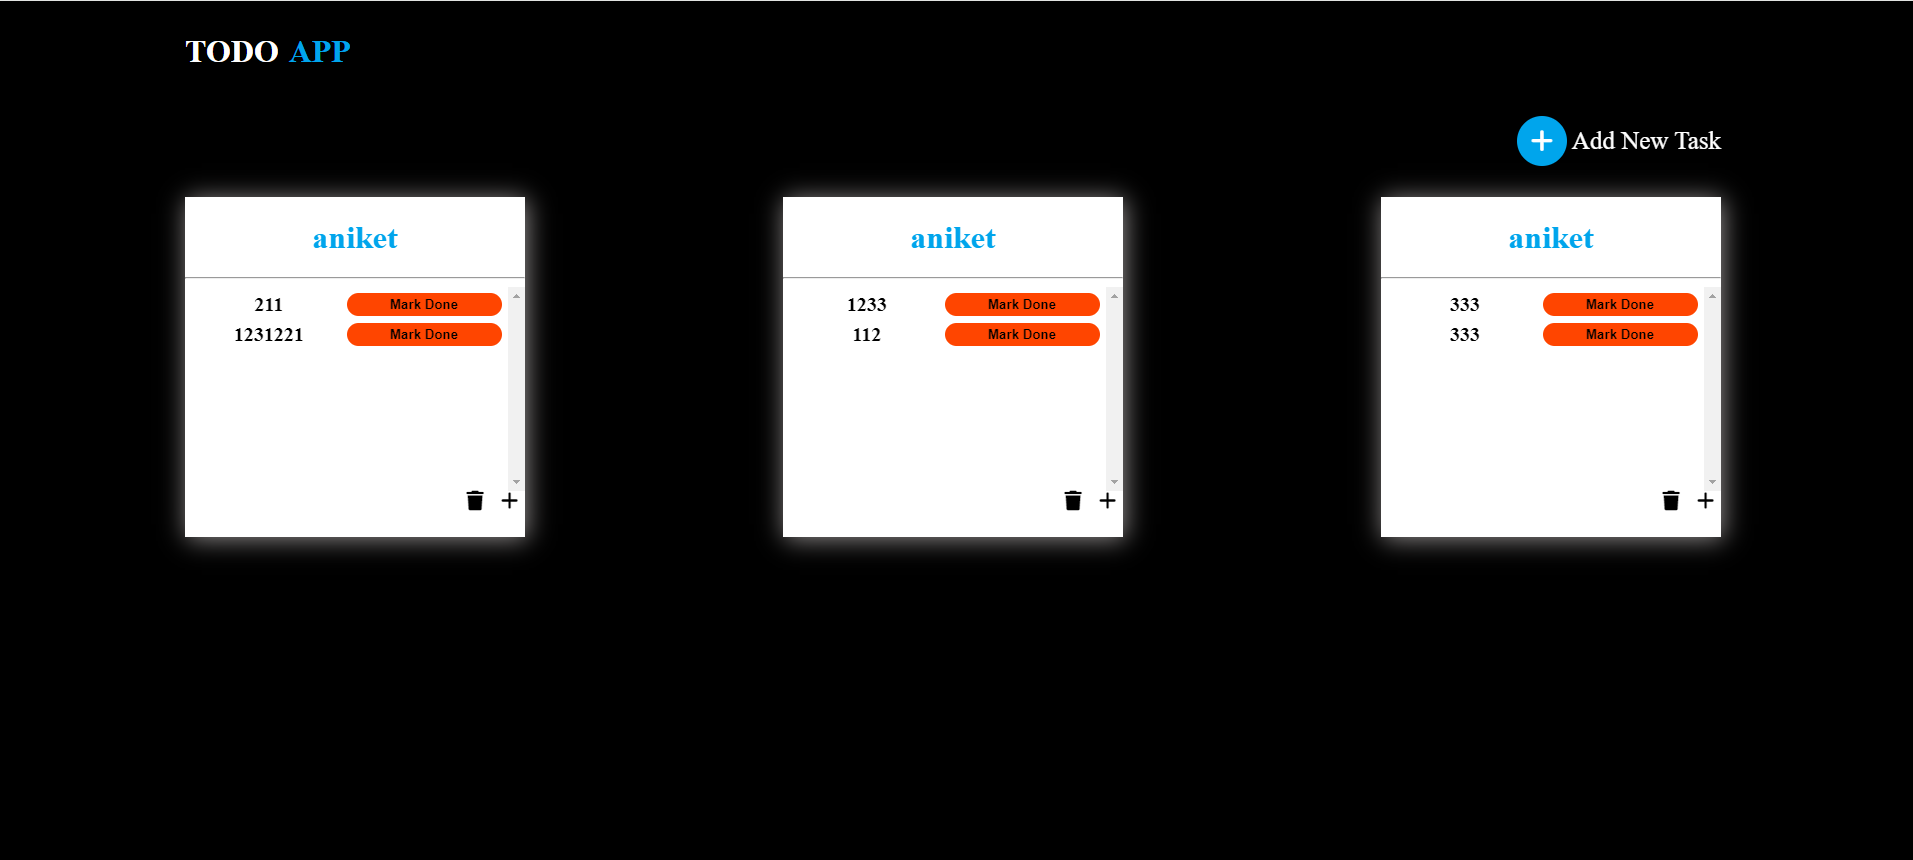 TODO APP
Add New Task
aniket
211 Mark Done
1231221 Mark Done
aniket
1233 Mark Done
112 Mark Done
aniket
333 Mark Done
333 Mark Done